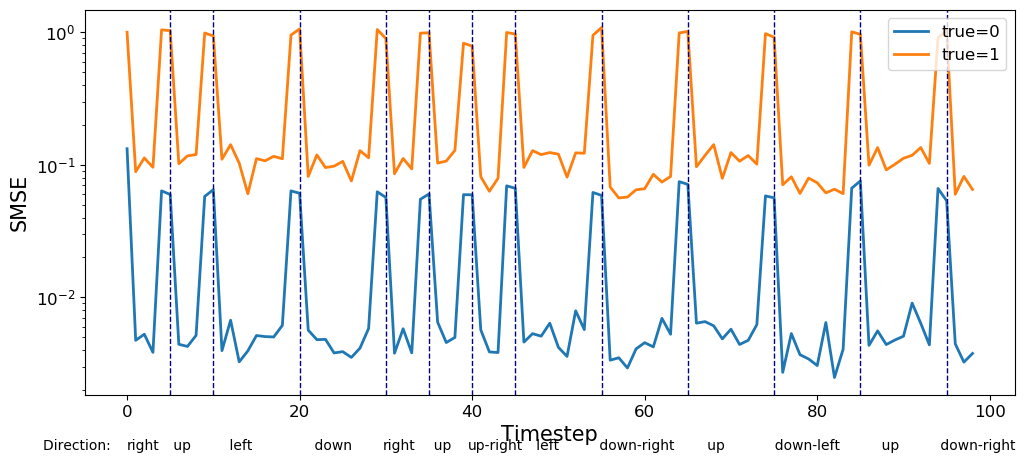 true=0
true=1
SMSE
10⁰
10⁻¹
10⁻²
0 20 40 60 80 100
Timestep
Direction: right up left down right up up-right left down-right up down-left up down-right